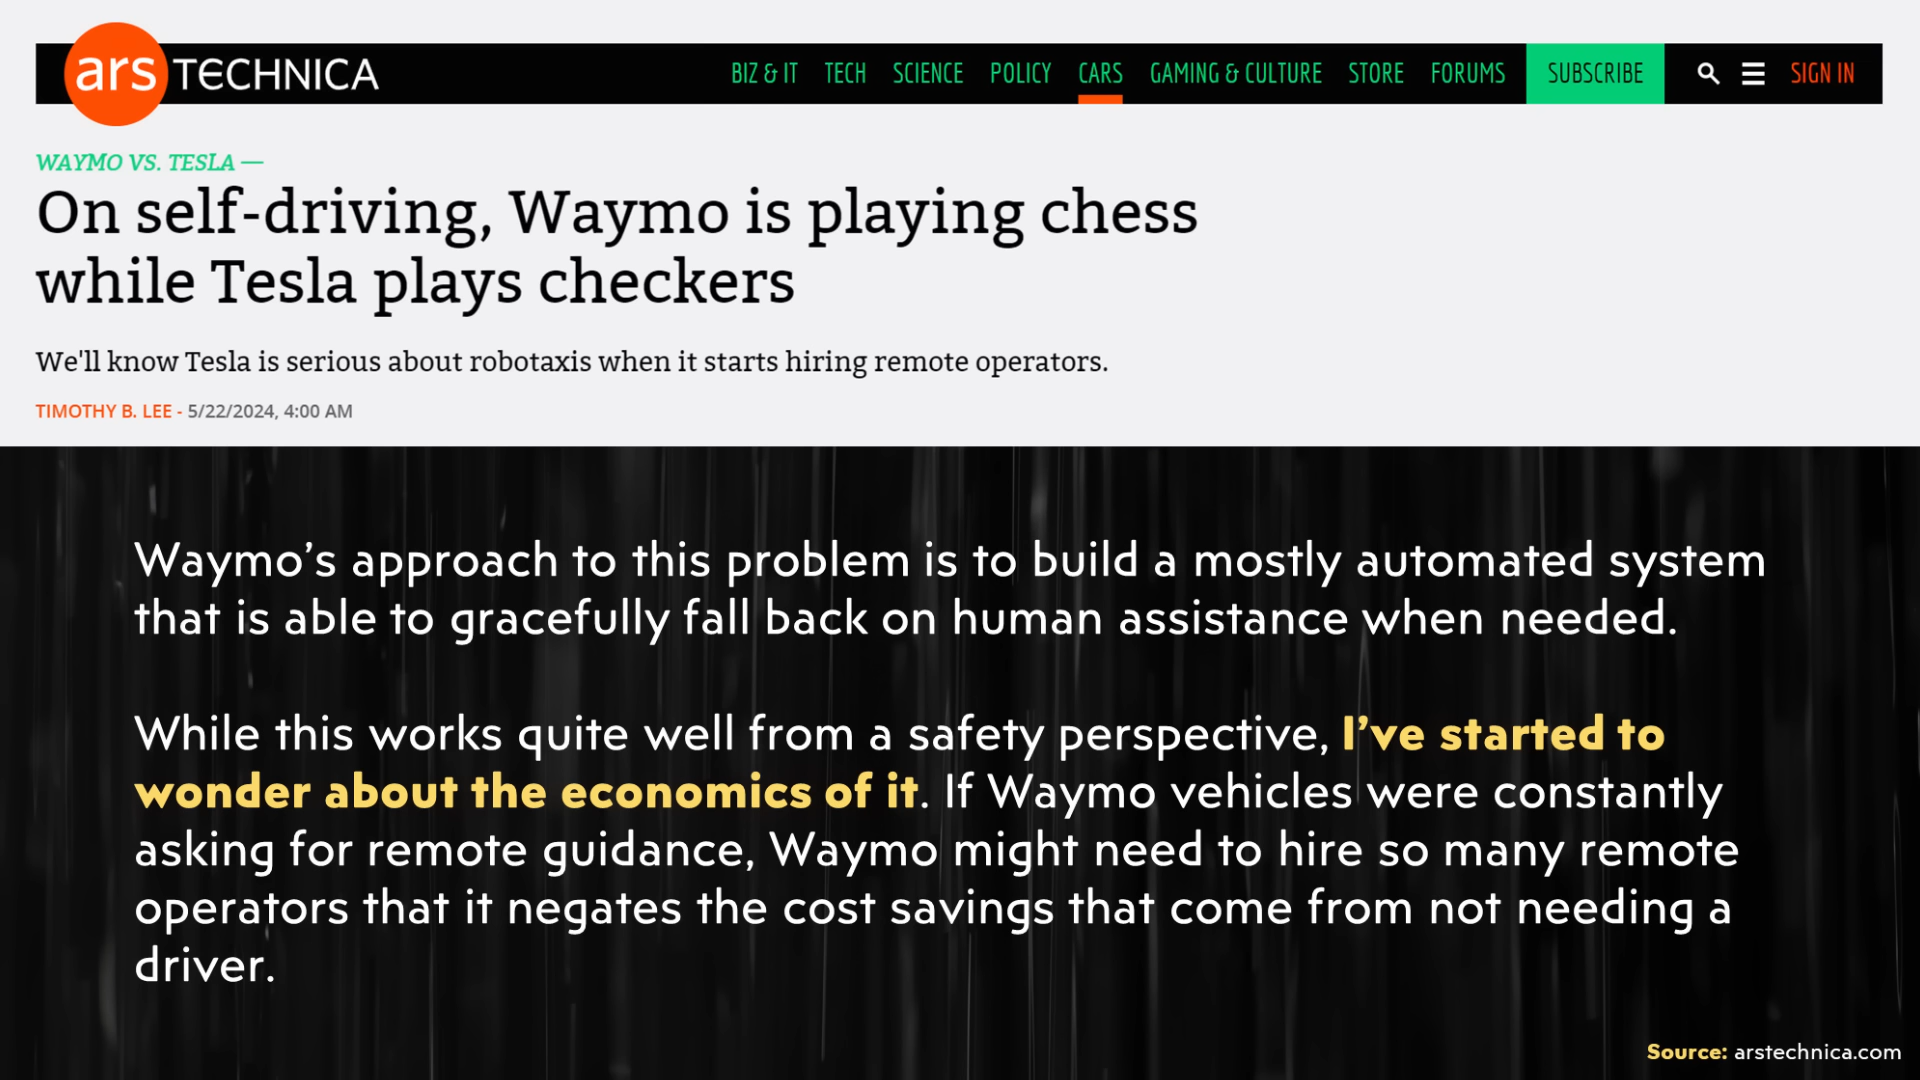 ars TECHNICA
BIZ & IT TECH SCIENCE POLICY CARS GAMING & CULTURE STORE FORUMS SUBSCRIBE SIGN IN
WAYMO VS. TESLA —
On self-driving, Waymo is playing chess
while Tesla plays checkers
We'll know Tesla is serious about robotaxis when it starts hiring remote operators.
TIMOTHY B. LEE - 5/22/2024, 4:00 AM
Waymo’s approach to this problem is to build a mostly automated system
that is able to gracefully fall back on human assistance when needed.
While this works quite well from a safety perspective, I’ve started to
wonder about the economics of it. If Waymo vehicles were constantly
asking for remote guidance, Waymo might need to hire so many remote
operators that it negates the cost savings that come from not needing a
driver.
Source: arstechnica.com